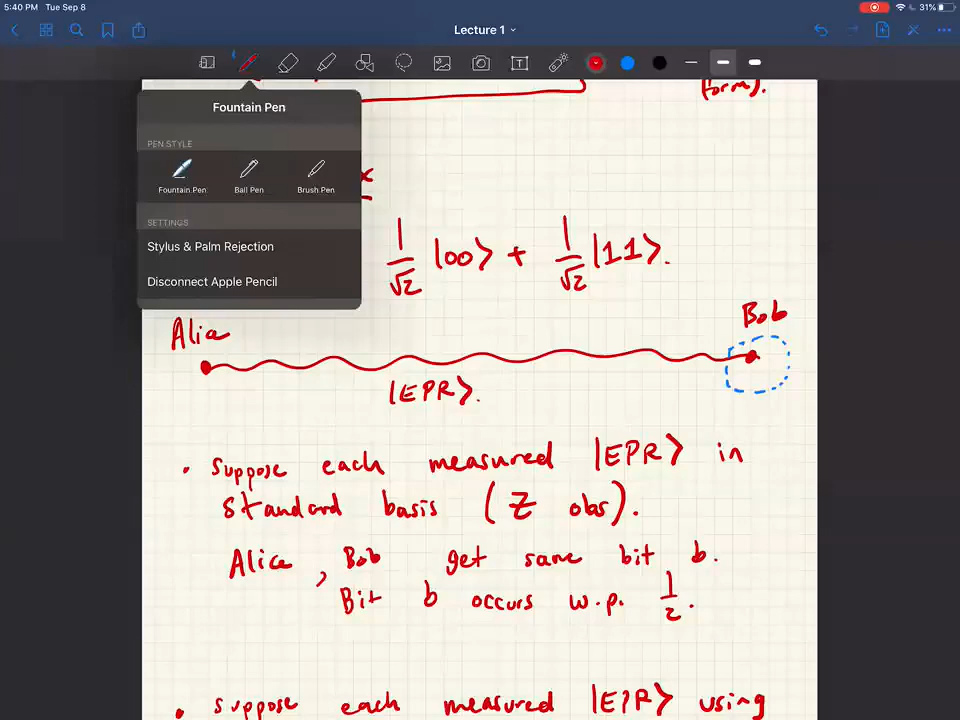 5:40 PM Tue Sep 8
31%
Lecture 1
form).
Fountain Pen
PEN STYLE
Fountain Pen Ball Pen Brush Pen
SETTINGS
Stylus & Palm Rejection
Disconnect Apple Pencil
1/√2 |00⟩ + 1/√2 |11⟩.
Alice
Bob
|EPR⟩.
• suppose each measured |EPR⟩ in
standard basis (Z obs).
Alice, Bob get same bit b.
Bit b occurs w.p. 1/2.
• suppose each measured |EPR⟩ using